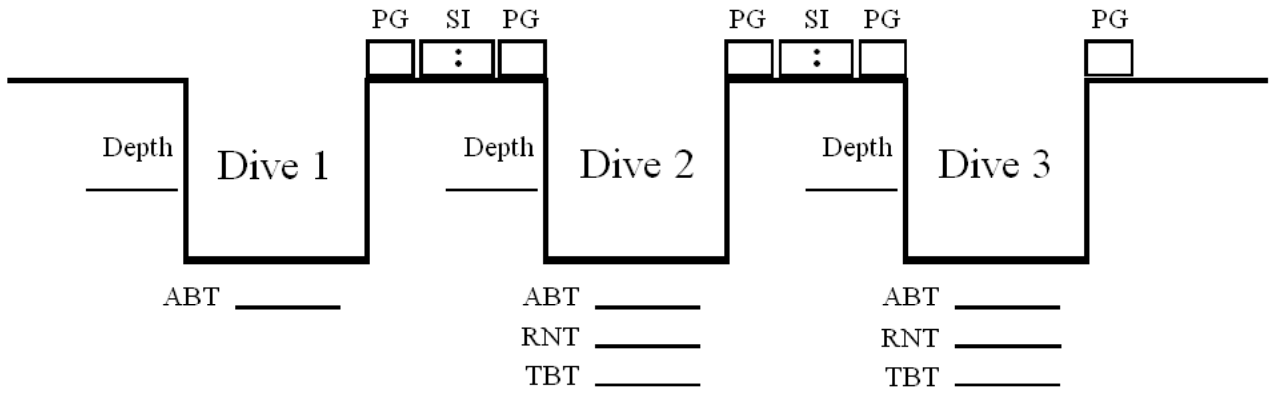 PG SI PG PG SI PG PG
: :
Depth Dive 1 Depth Dive 2 Depth Dive 3
ABT ABT ABT
RNT RNT
TBT TBT